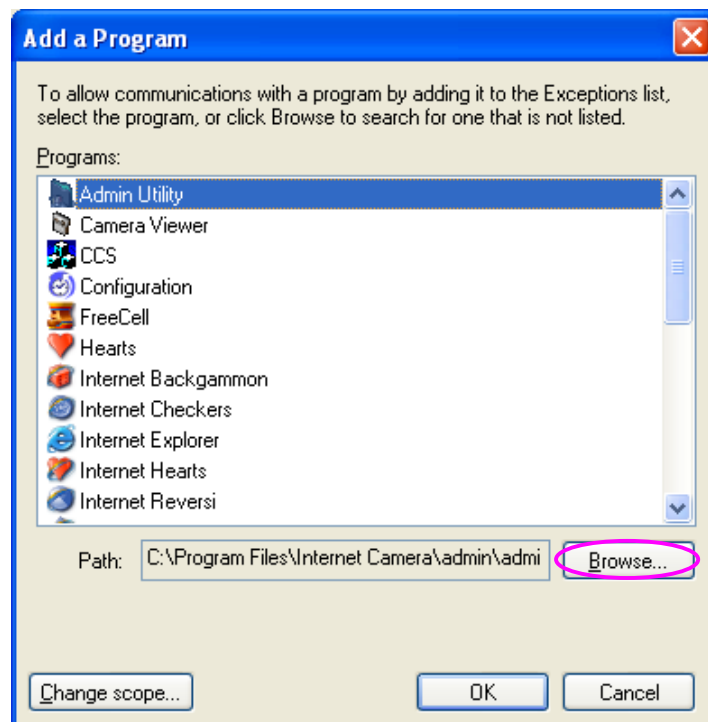 Add a Program
To allow communications with a program by adding it to the Exceptions list,
select the program, or click Browse to search for one that is not listed.
Programs:
Admin Utility
Camera Viewer
CCS
Configuration
FreeCell
Hearts
Internet Backgammon
Internet Checkers
Internet Explorer
Internet Hearts
Internet Reversi
Path: C:\Program Files\Internet Camera\admin\admi Browse...
Change scope... OK Cancel